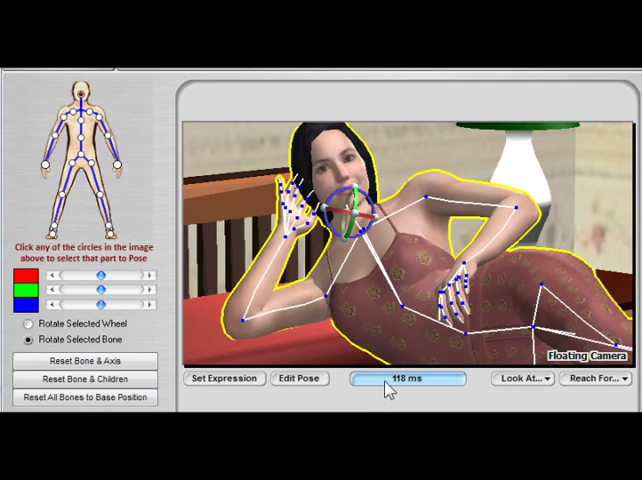 Click any of the circles in the image
above to select that part to Pose
Rotate Selected Wheel
Rotate Selected Bone
Reset Bone & Axis
Reset Bone & Children
Reset All Bones to Base Position
Floating Camera
Set Expression
Edit Pose
118 ms
Look At...
Reach For...